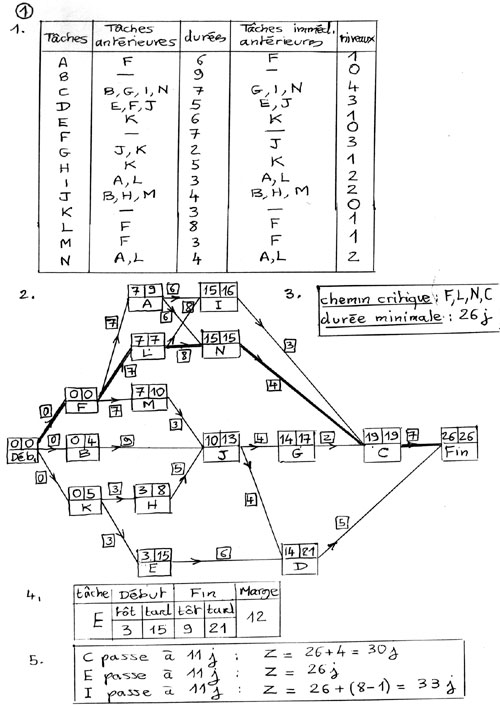 ①
1.
Tâches Tâches antérieures durées Tâches imméd. antérieures niveaux
A F 6 F 1
B — 9 — 0
C B, G, I, N 7 G, I, N 4
D E, F, J 5 E, J 3
E K 6 K 1
F — 7 — 0
G J, K 2 J 3
H K 5 K 1
I A, L 3 A, L 2
J B, H, M 4 B, H, M 2
K — 3 — 0
L F 8 F 1
M F 3 F 1
N A, L 4 A, L 2
2. 3.
chemin critique : F, L, N, C
durée minimale : 26 j
7 9 6 15 16
A 8 I
6
7
7 7 15 15
L 8 N
7 3
4
0 0 0 7 7 10
F M
3
0 0 0 0 4 9 10 13 4 14 17 2 19 19 7 26 26
Déb. B J G C Fin
0 5
0 5 3 3 8
K H
4 5
3
3 15 6 14 21
E D
4.
tâche Début Fin Marge
E tôt tard tôt tard 12
3 15 9 21
5.
C passe à 11 j : Z = 26+4 = 30 j
E passe à 11 j : Z = 26 j
I passe à 11 j : Z = 26 + (8-1) = 33 j